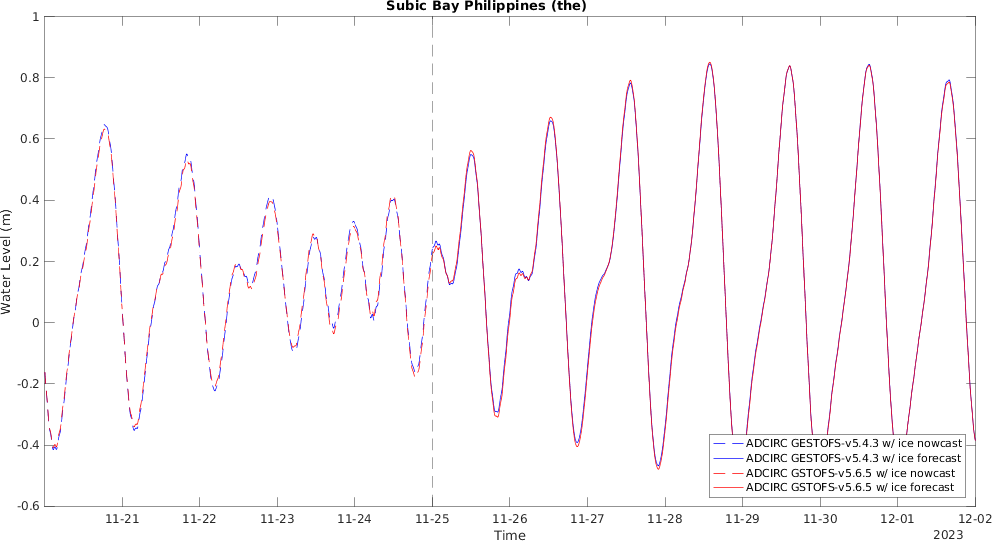 Subic Bay Philippines (the)
1
0.8
0.6
0.4
0.2
0
-0.2
-0.4
-0.6
Water Level (m)
ADCIRC GESTOFS-v5.4.3 w/ ice nowcast
ADCIRC GESTOFS-v5.4.3 w/ ice forecast
ADCIRC GSTOFS-v5.6.5 w/ ice nowcast
ADCIRC GSTOFS-v5.6.5 w/ ice forecast
11-21 11-22 11-23 11-24 11-25 11-26 11-27 11-28 11-29 11-30 12-01 12-02
Time
2023